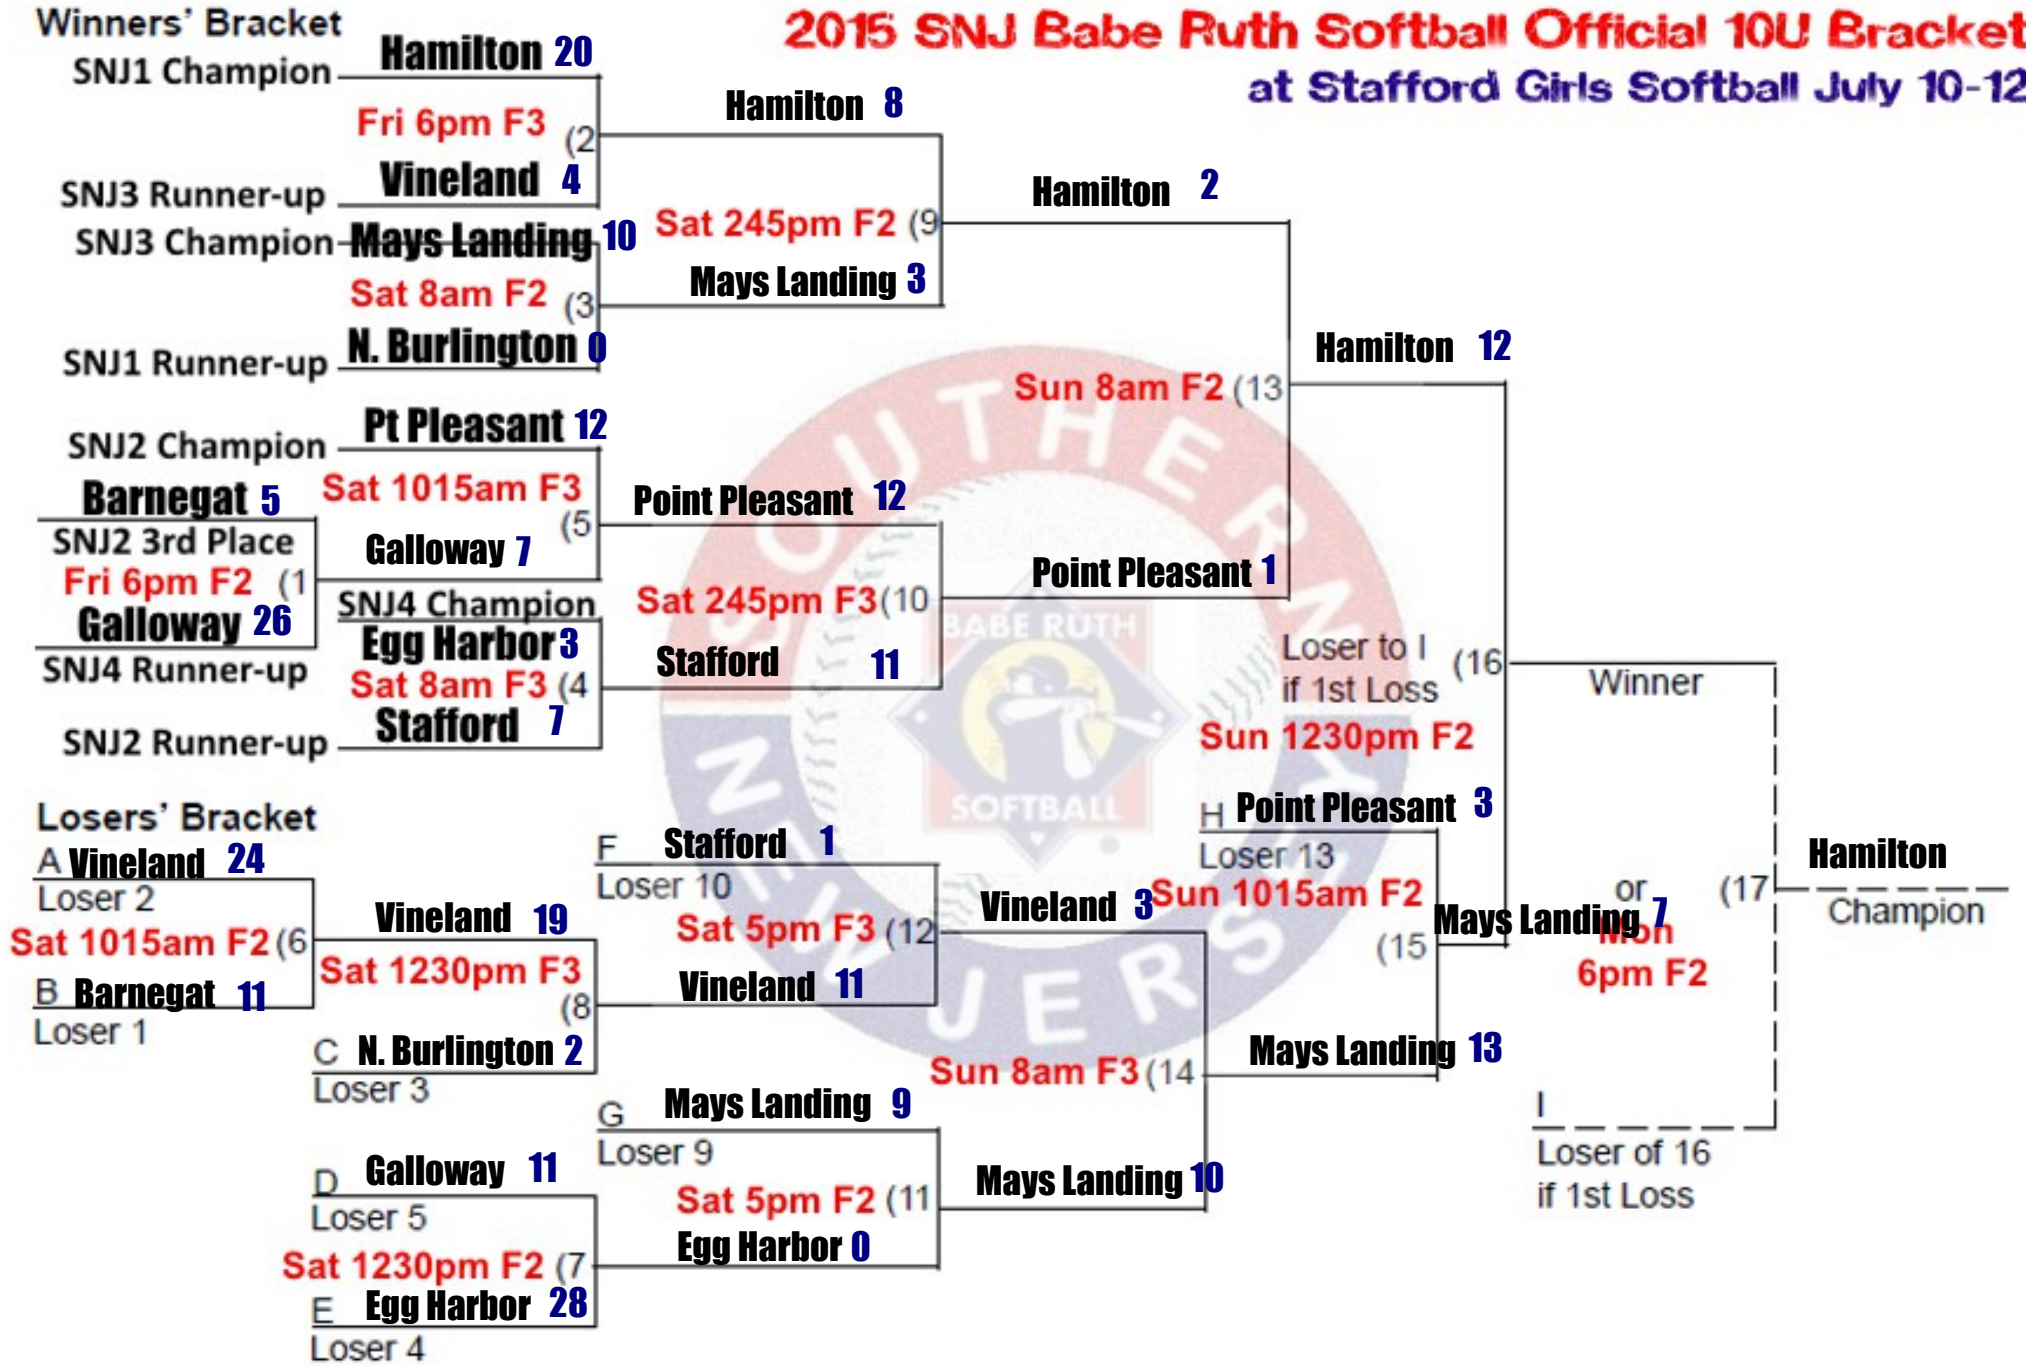 Winners' Bracket
2015 SNJ Babe Ruth Softball Official 10U Bracket
at Stafford Girls Softball July 10-12
SNJ1 Champion
Hamilton 20
Fri 6pm F3 (2
SNJ3 Runner-up
Vineland 4
Hamilton 8
SNJ3 Champion
Mays Landing 10
Sat 8am F2 (3
SNJ1 Runner-up
N. Burlington 0
Sat 245pm F2 (9
Mays Landing 3
Hamilton 2
SNJ2 Champion
Pt Pleasant 12
Sat 1015am F3
(5
Barnegat 5
SNJ2 3rd Place
Fri 6pm F2 (1
Galloway 26
SNJ4 Runner-up
Galloway 7
SNJ4 Champion
Egg Harbor 3
Sat 8am F3 (4
SNJ2 Runner-up
Stafford 7
Point Pleasant 12
Sat 245pm F3 (10
Stafford 11
Sun 8am F2 (13
Point Pleasant 1
Hamilton 12
Loser to I
if 1st Loss
(16
Sun 1230pm F2
Winner
SOUTHERN
NEW JERSEY
BABE RUTH
SOFTBALL
Losers' Bracket
A Vineland 24
Loser 2
Sat 1015am F2 (6
B Barnegat 11
Loser 1
Vineland 19
Sat 1230pm F3
(8
C N. Burlington 2
Loser 3
D Galloway 11
Loser 5
Sat 1230pm F2 (7
E Egg Harbor 28
Loser 4
F Stafford 1
Loser 10
Sat 5pm F3 (12
Vineland 11
G Mays Landing 9
Loser 9
Sat 5pm F2 (11
Egg Harbor 0
Vineland 3
Sun 8am F3 (14
Mays Landing 10
H Point Pleasant 3
Loser 13
Sun 1015am F2
(15
Mays Landing 13
Mays Landing 7
or
Mon
6pm F2
(17
Hamilton
Champion
I
Loser of 16
if 1st Loss